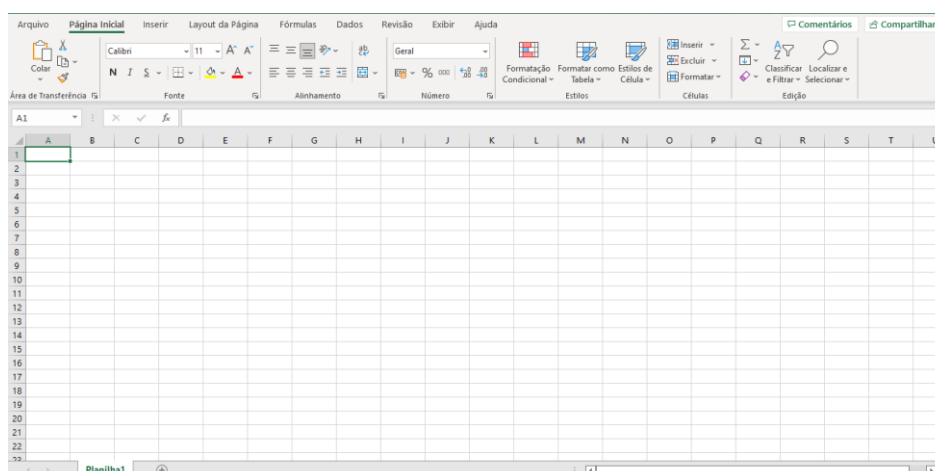 Arquivo Página Inicial Inserir Layout da Página Fórmulas Dados Revisão Exibir Ajuda Comentários Compartilhar
Colar
Calibri 11 A^ A˅
N I S A
ab
Geral
% 000
Formatação Condicional
Formatar como Tabela
Estilos de Célula
Inserir
Excluir
Formatar
Σ
Classificar e Filtrar
Localizar e Selecionar
Área de Transferência Fonte Alinhamento Número Estilos Células Edição
A1 fx
A B C D E F G H I J K L M N O P Q R S T
1
2
3
4
5
6
7
8
9
10
11
12
13
14
15
16
17
18
19
20
21
22
23
Planilha1